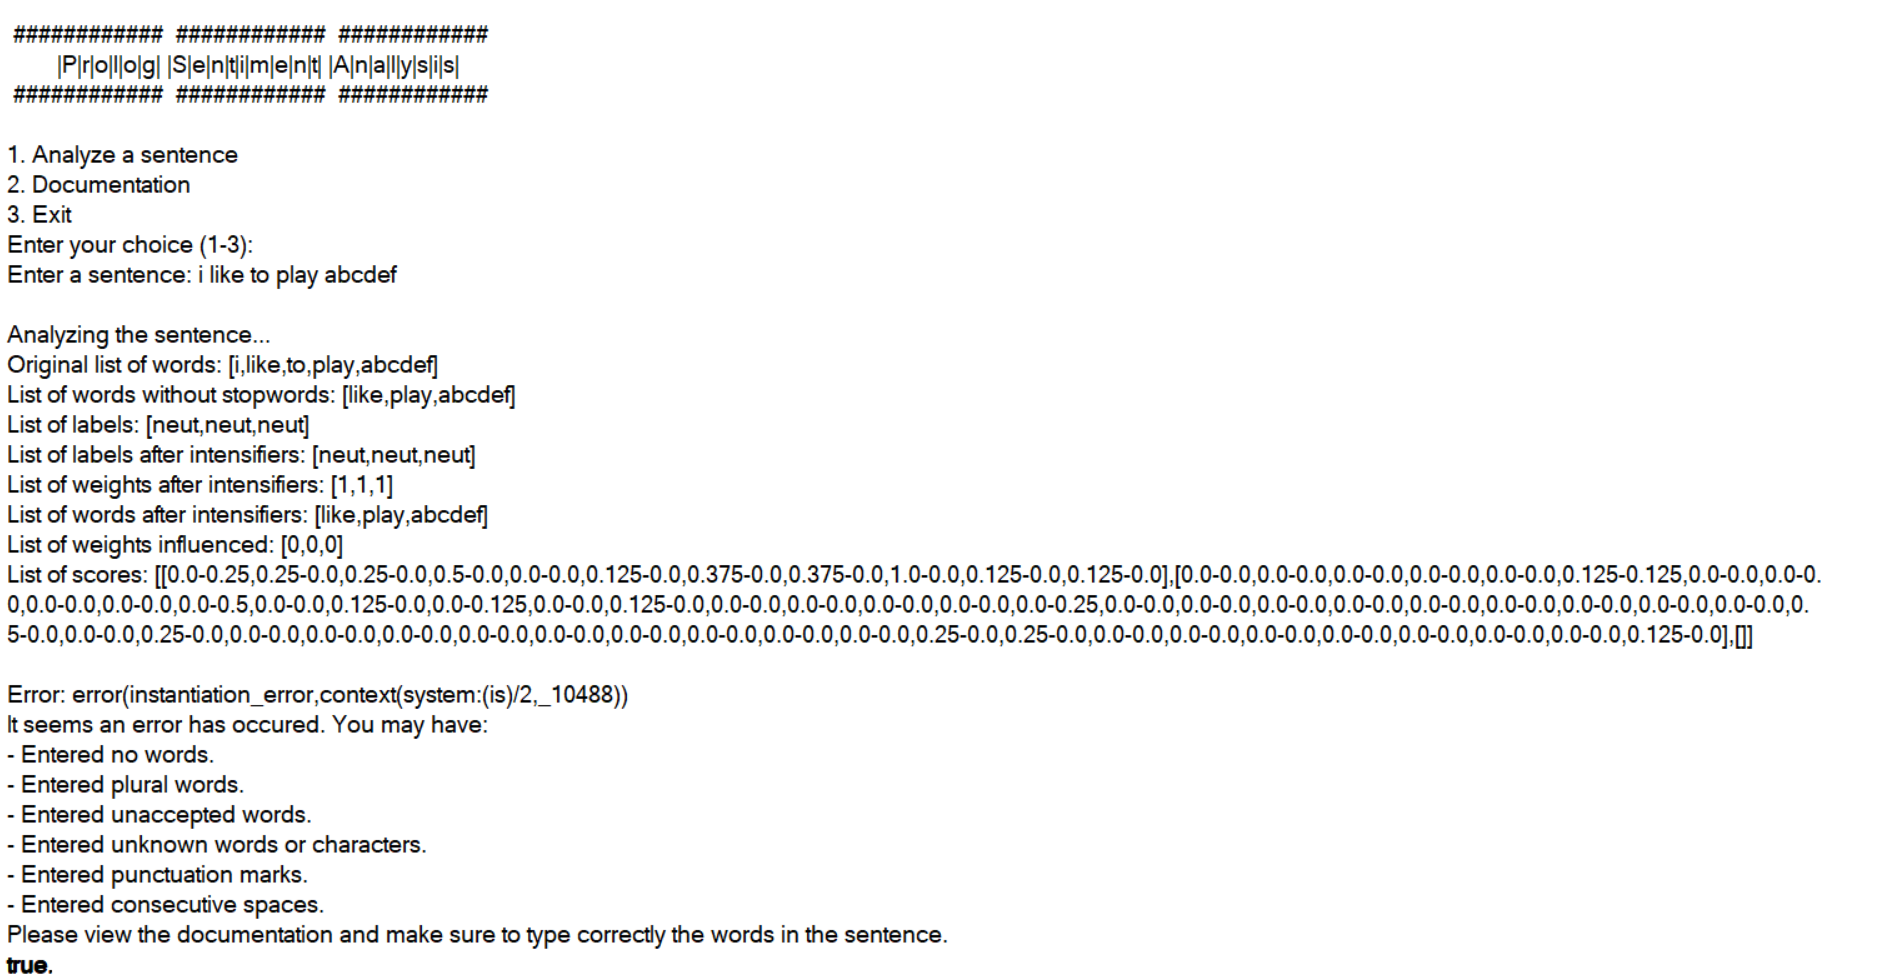 ############ ############ ############
|P|r|o|l|o|g| |S|e|n|t|i|m|e|n|t| |A|n|a|l|y|s|i|s|
############ ############ ############
1. Analyze a sentence
2. Documentation
3. Exit
Enter your choice (1-3):
Enter a sentence: i like to play abcdef
Analyzing the sentence...
Original list of words: [i,like,to,play,abcdef]
List of words without stopwords: [like,play,abcdef]
List of labels: [neut,neut,neut]
List of labels after intensifiers: [neut,neut,neut]
List of weights after intensifiers: [1,1,1]
List of words after intensifiers: [like,play,abcdef]
List of weights influenced: [0,0,0]
List of scores: [[0.0-0.25,0.25-0.0,0.25-0.0,0.5-0.0,0.0-0.0,0.125-0.0,0.375-0.0,0.375-0.0,1.0-0.0,0.125-0.0,0.125-0.0],[0.0-0.0,0.0-0.0,0.0-0.0,0.0-0.0,0.0-0.0,0.125-0.125,0.0-0.0,0.0-0.
0,0.0-0.0,0.0-0.0,0.0-0.5,0.0-0.0,0.125-0.0,0.0-0.125,0.0-0.0,0.125-0.0,0.0-0.0,0.0-0.0,0.0-0.0,0.0-0.0,0.0-0.25,0.0-0.0,0.0-0.0,0.0-0.0,0.0-0.0,0.0-0.0,0.0-0.0,0.0-0.0,0.0-0.0,0.0-0.0,0.
5-0.0,0.0-0.0,0.25-0.0,0.0-0.0,0.0-0.0,0.0-0.0,0.0-0.0,0.0-0.0,0.0-0.0,0.0-0.0,0.0-0.0,0.0-0.0,0.25-0.0,0.25-0.0,0.0-0.0,0.0-0.0,0.0-0.0,0.0-0.0,0.0-0.0,0.0-0.0,0.0-0.0,0.125-0.0],[]]
Error: error(instantiation_error,context(system:(is)/2,_10488))
It seems an error has occured. You may have:
- Entered no words.
- Entered plural words.
- Entered unaccepted words.
- Entered unknown words or characters.
- Entered punctuation marks.
- Entered consecutive spaces.
Please view the documentation and make sure to type correctly the words in the sentence.
true.